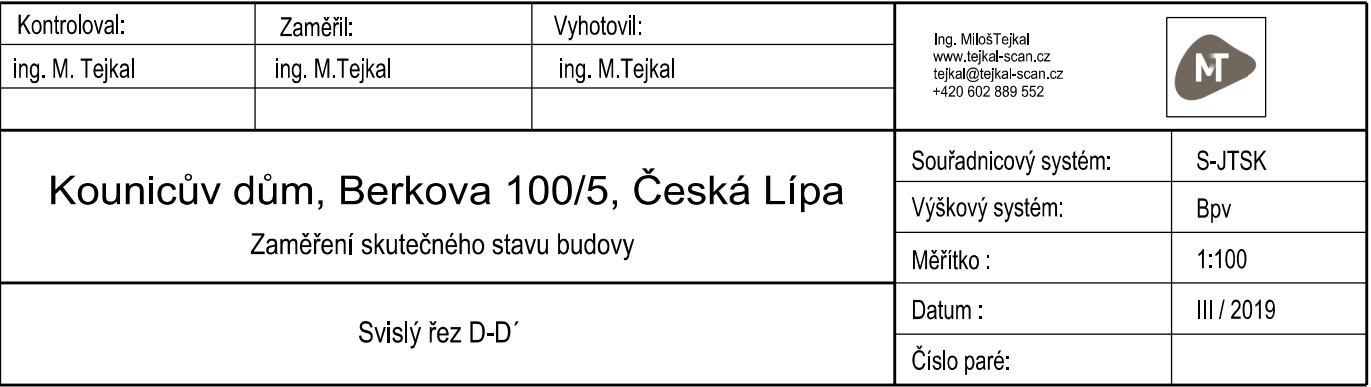 Kontroloval: Zaměřil: Vyhotovil:
ing. M. Tejkal ing. M.Tejkal ing. M.Tejkal
Ing. MilošTejkal
www.tejkal-scan.cz
tejkal@tejkal-scan.cz
+420 602 889 552
MT
Kounicův dům, Berkova 100/5, Česká Lípa
Zaměření skutečného stavu budovy
Svislý řez D-D´
Souřadnicový systém: S-JTSK
Výškový systém: Bpv
Měřítko : 1:100
Datum : III / 2019
Číslo paré: